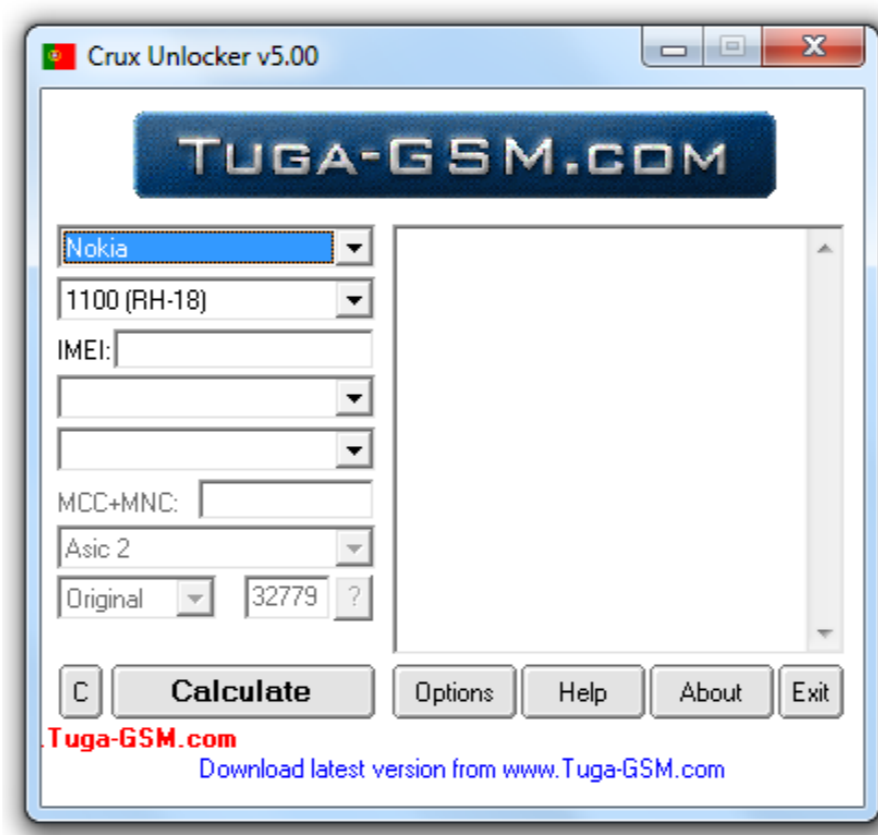 Crux Unlocker v5.00
TUGA-GSM.COM
Nokia
1100 (RH-18)
IMEI:
MCC+MNC:
Asic 2
Original 32779 ?
C Calculate Options Help About Exit
.Tuga-GSM.com
Download latest version from www.Tuga-GSM.com